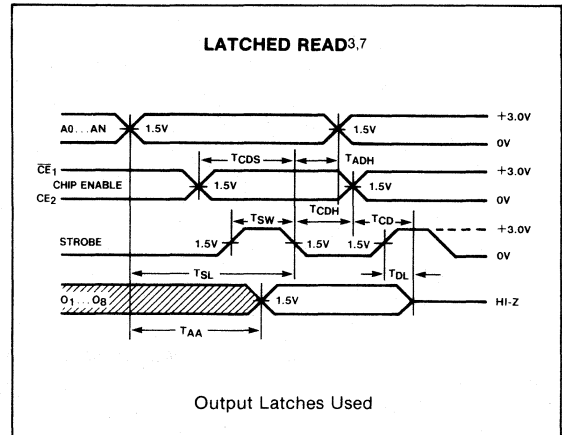 LATCHED READ3,7
A0...AN
1.5V
1.5V
+3.0V
0V
TCDS
TADH
CE1
CHIP ENABLE
CE2
1.5V
1.5V
+3.0V
0V
TSW
TCDH
TCD
STROBE
1.5V
1.5V
1.5V
+3.0V
0V
TSL
TDL
O1...O8
1.5V
HI-Z
TAA
Output Latches Used